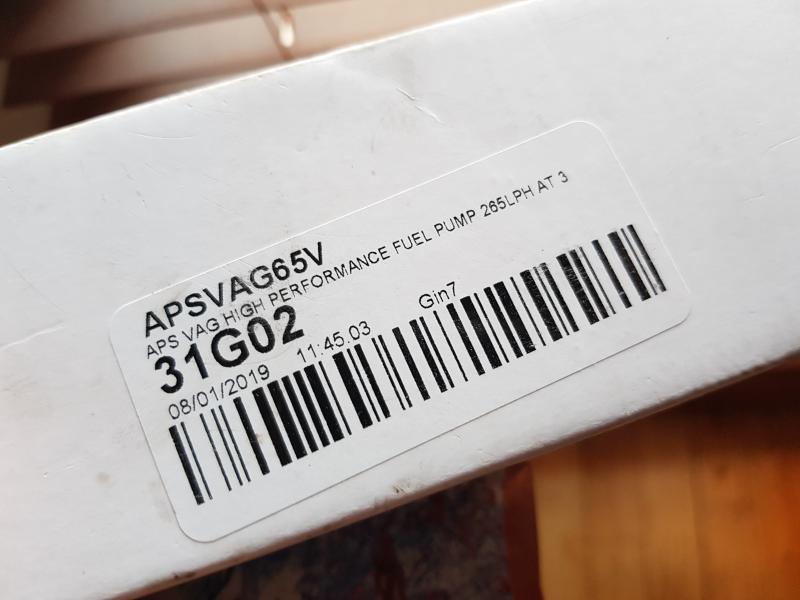 APSVAG65V
APS VAG HIGH PERFORMANCE FUEL PUMP 265LPH AT 3
31G02
08/01/2019 11:45.03 Gin7